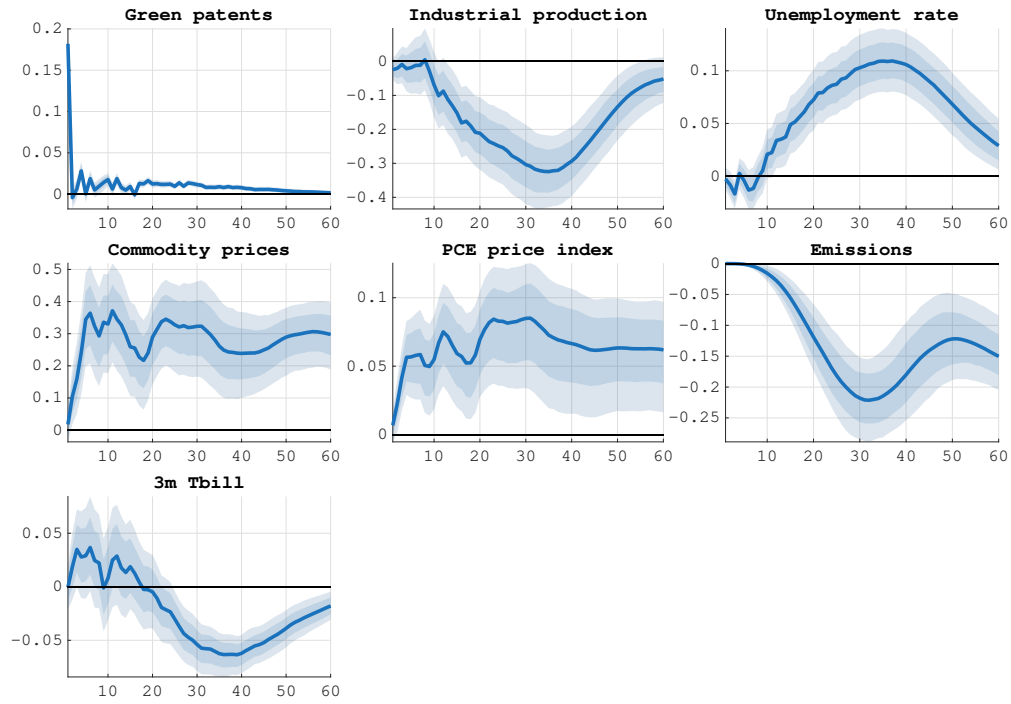 Green patents
0.2
0.15
0.1
0.05
0
10 20 30 40 50 60
Industrial production
0
−0.1
−0.2
−0.3
−0.4
10 20 30 40 50 60
Unemployment rate
0.1
0.05
0
10 20 30 40 50 60
Commodity prices
0.5
0.4
0.3
0.2
0.1
0
10 20 30 40 50 60
PCE price index
0.1
0.05
0
10 20 30 40 50 60
Emissions
0
−0.05
−0.1
−0.15
−0.2
−0.25
10 20 30 40 50 60
3m Tbill
0.05
0
−0.05
10 20 30 40 50 60